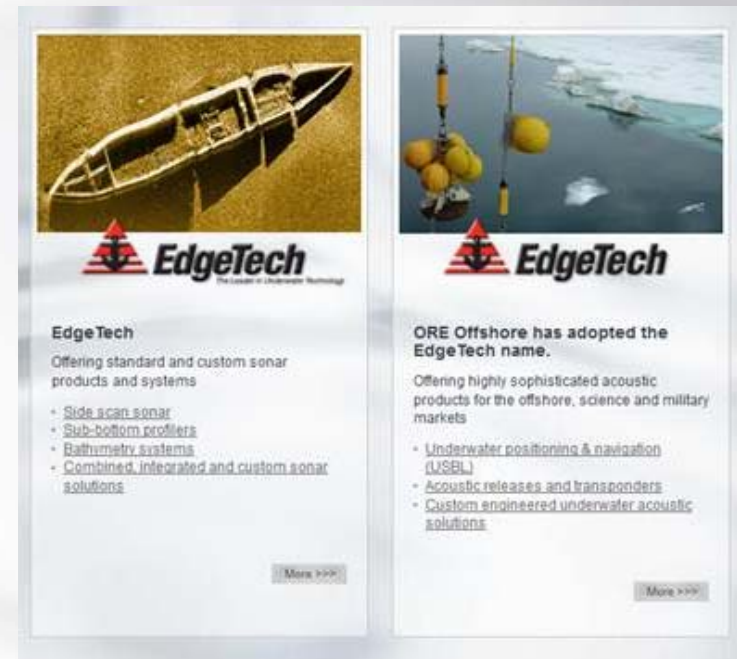 EdgeTech
The Leader in Underwater Technology
EdgeTech
Offering standard and custom sonar
products and systems
Side scan sonar
Sub-bottom profilers
Bathymetry systems
Combined, integrated and custom sonar
solutions
More >>>
EdgeTech
ORE Offshore has adopted the
EdgeTech name.
Offering highly sophisticated acoustic
products for the offshore, science and military
markets
Underwater positioning & navigation
(USBL)
Acoustic releases and transponders
Custom engineered underwater acoustic
solutions
More >>>